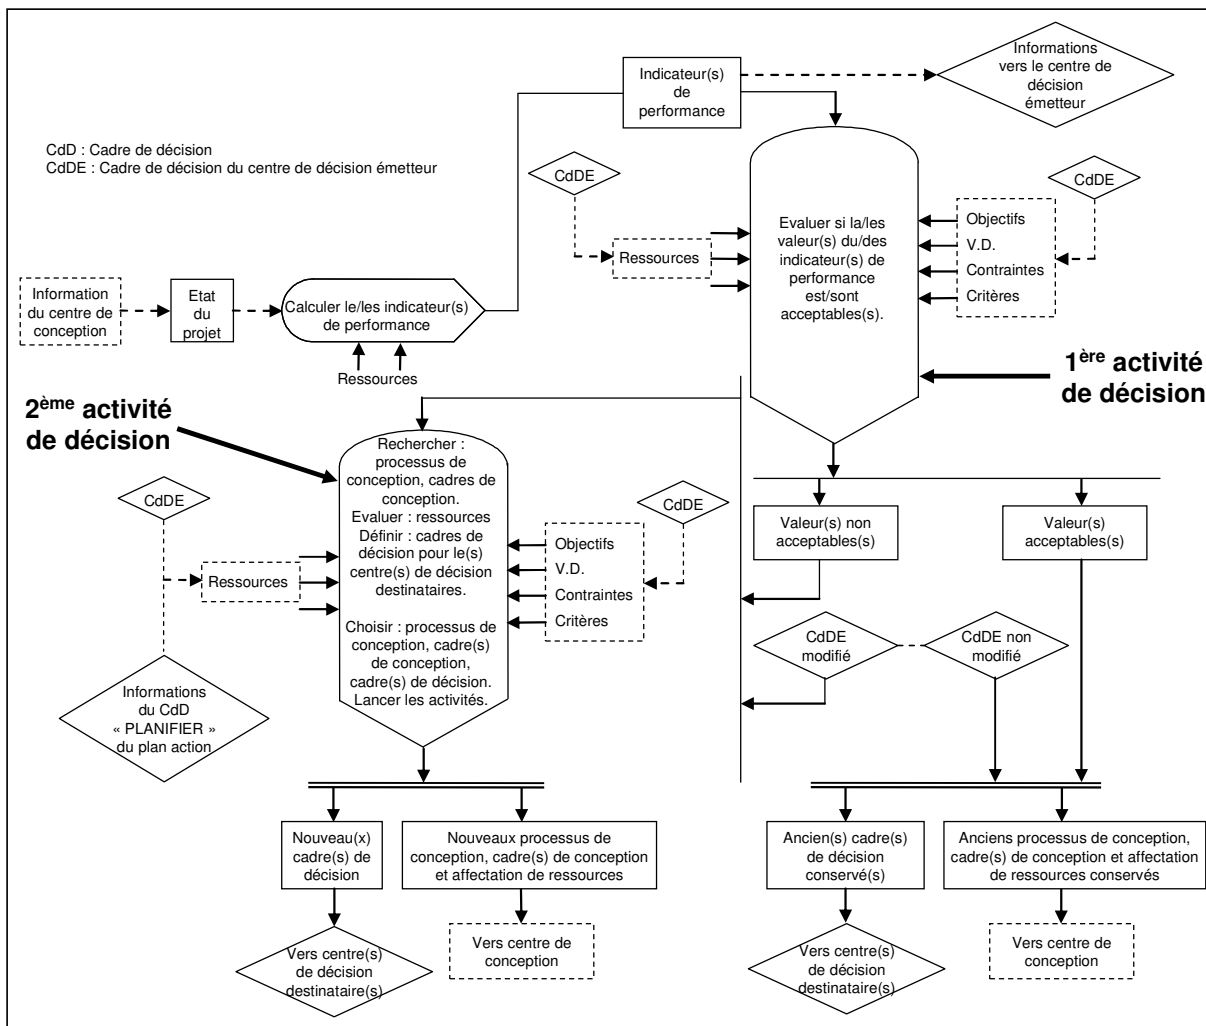 Informations
vers le centre de
décision
émetteur
Indicateur(s)
de
performance
CdD : Cadre de décision
CdDE : Cadre de décision du centre de décision émetteur
CdDE
CdDE
Ressources
Evaluer si la/les
valeur(s) du/des
indicateur(s) de
performance
est/sont
acceptables(s).
Objectifs
V.D.
Contraintes
Critères
Information
du centre de
conception
Etat
du
projet
Calculer le/les indicateur(s)
de performance
Ressources
1ère activité
de décision
2ème activité
de décision
Rechercher :
processus de
conception, cadres de
conception.
Evaluer : ressources
Définir : cadres de
décision pour le(s)
centre(s) de décision
destinataires.
Choisir : processus de
conception, cadre(s)
de conception,
cadre(s) de décision.
Lancer les activités.
CdDE
Ressources
CdDE
Objectifs
V.D.
Contraintes
Critères
Informations
du CdD
« PLANIFIER »
du plan action
Valeur(s) non
acceptables(s)
Valeur(s)
acceptables(s)
CdDE
modifié
CdDE non
modifié
Nouveau(x)
cadre(s) de
décision
Nouveaux processus de
conception, cadre(s) de conception
et affectation de ressources
Ancien(s) cadre(s)
de décision
conservé(s)
Anciens processus de conception,
cadre(s) de conception et affectation
de ressources conservés
Vers centre(s)
de décision
destinataire(s)
Vers centre de
conception
Vers centre(s)
de décision
destinataire(s)
Vers centre de
conception